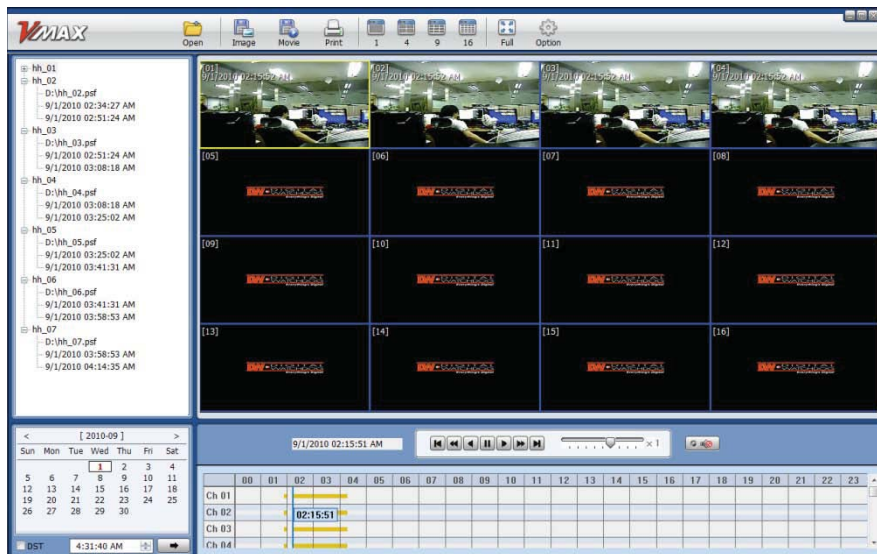 VMAX
Open Image Movie Print 1 4 9 16 Full Option
hh_01
hh_02
D:\hh_02.psf
9/1/2010 02:34:27 AM
9/1/2010 02:51:24 AM
hh_03
D:\hh_03.psf
9/1/2010 02:51:24 AM
9/1/2010 03:08:18 AM
hh_04
D:\hh_04.psf
9/1/2010 03:08:18 AM
9/1/2010 03:25:02 AM
hh_05
D:\hh_05.psf
9/1/2010 03:25:02 AM
9/1/2010 03:41:31 AM
hh_06
D:\hh_06.psf
9/1/2010 03:41:31 AM
9/1/2010 03:58:53 AM
hh_07
D:\hh_07.psf
9/1/2010 03:58:53 AM
9/1/2010 04:14:35 AM
[01] [02] [03] [04]
9/1/2010 02:15:52 AM 9/1/2010 02:15:52 AM 9/1/2010 02:15:52 AM 9/1/2010 02:15:52 AM
[05] [06] [07] [08]
[09] [10] [11] [12]
[13] [14] [15] [16]
< [ 2010-09 ] >
Sun Mon Tue Wed Thu Fri Sat
1 2 3 4
5 6 7 8 9 10 11
12 13 14 15 16 17 18
19 20 21 22 23 24 25
26 27 28 29 30
DST 4:31:40 AM
9/1/2010 02:15:51 AM × 1
00 01 02 03 04 05 06 07 08 09 10 11 12 13 14 15 16 17 18 19 20 21 22 23
Ch 01
Ch 02 02:15:51
Ch 03
Ch 04